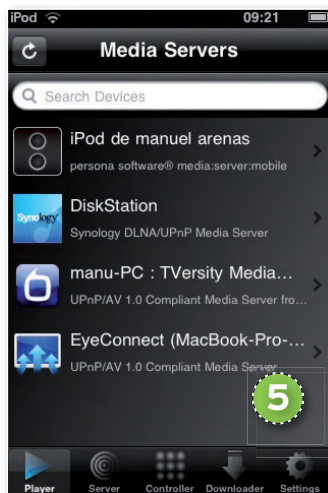 iPod 09:21
Media Servers
Search Devices
iPod de manuel arenas
persona software® media:server:mobile
Synology
DiskStation
Synology DLNA/UPnP Media Server
manu-PC : TVersity Media...
UPnP/AV 1.0 Compliant Media Server fro...
EyeConnect (MacBook-Pro-...
UPnP/AV 1.0 Compliant Media Server
5
Player Server Controller Downloader Settings